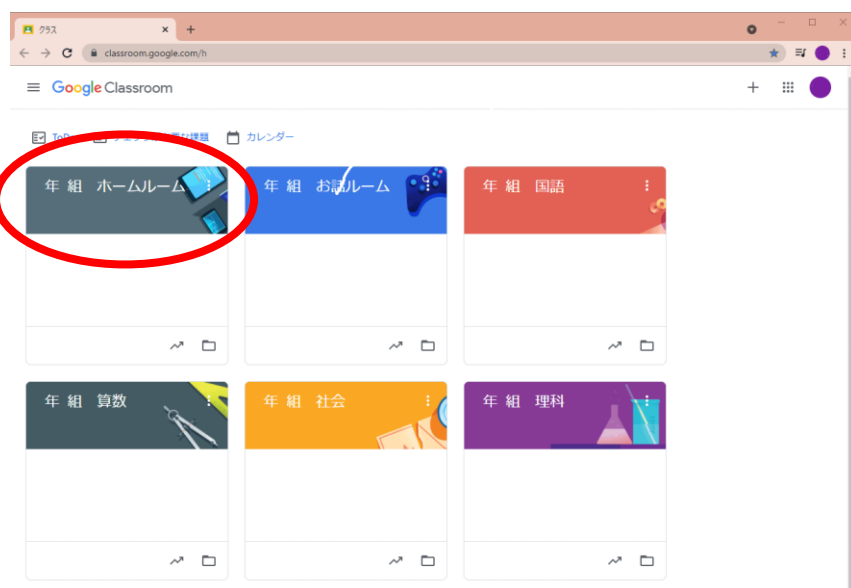 クラス
classroom.google.com/h
Google Classroom
カレンダー
年 組 ホームルーム
年 組 お話ルーム
年 組 国語
年 組 算数
年 組 社会
年 組 理科